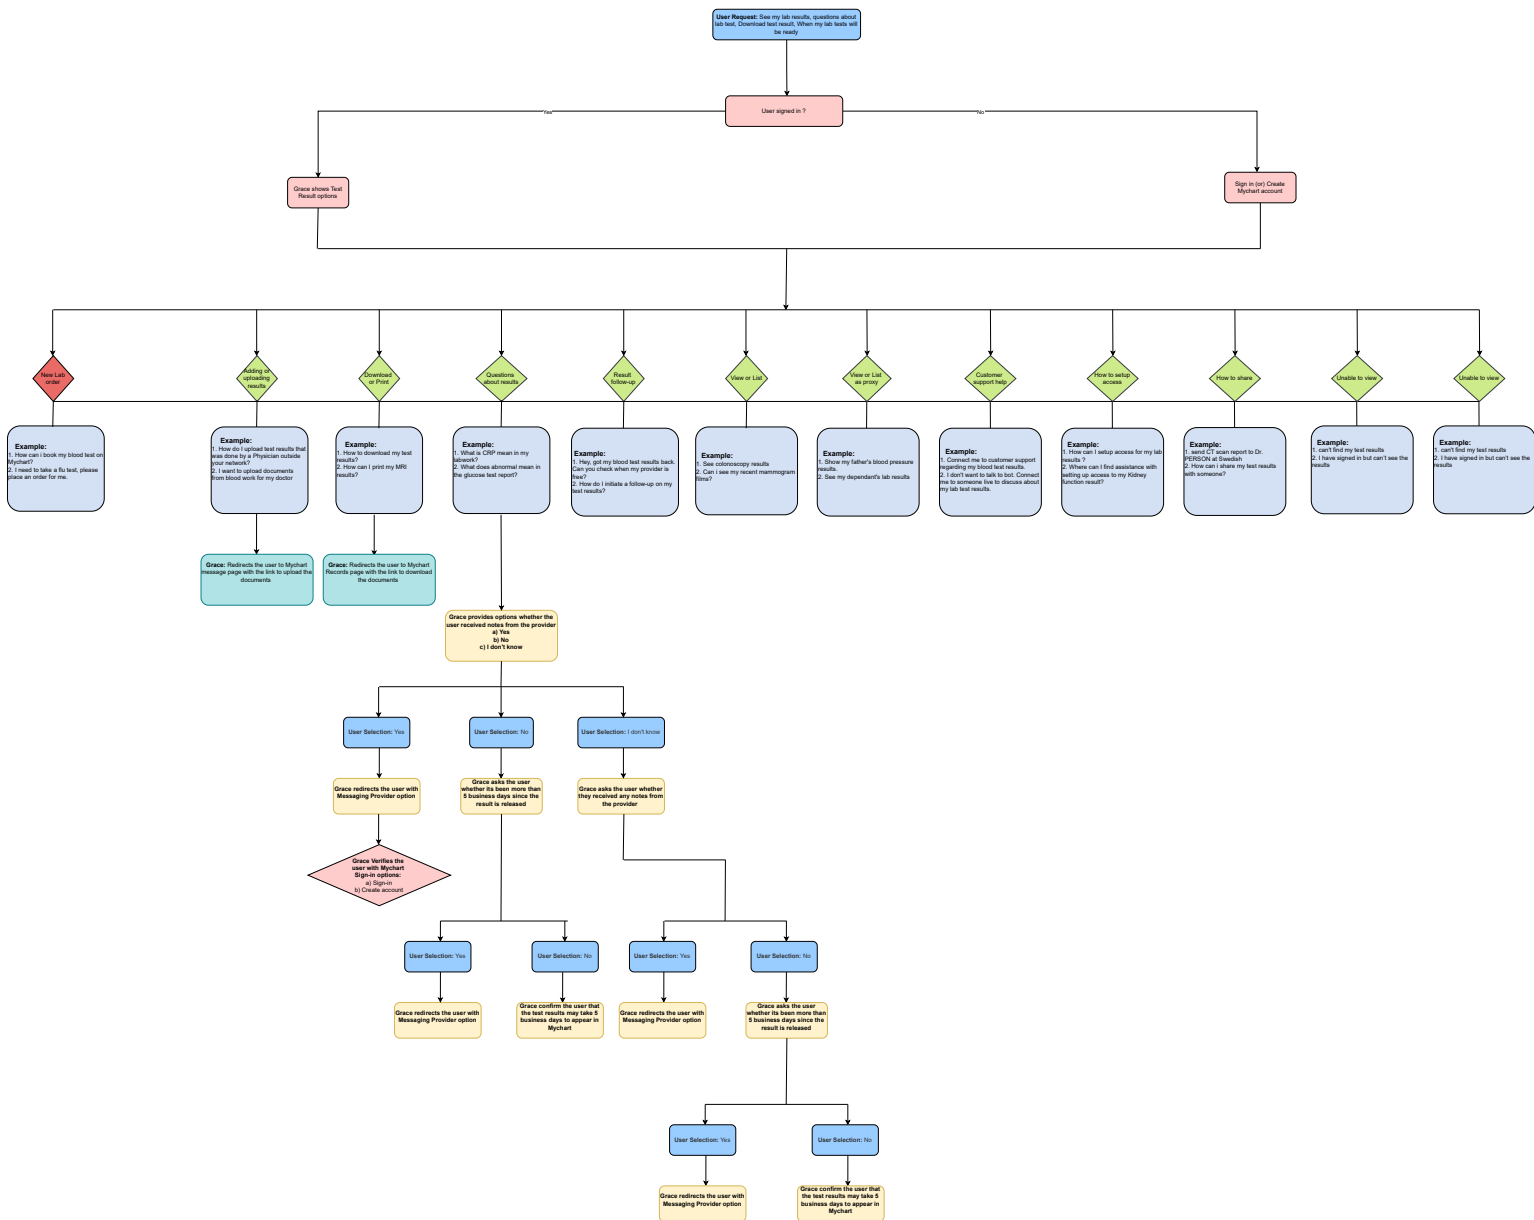 User Request: See my lab results, questions about
lab test, Download test result, When my lab tests will
be ready
User signed in ?
Yes
No
Grace shows Test
Result options
Sign in (or) Create
Mychart account
New Lab
order
Adding or
uploading
results
Download
or Print
Questions
about results
Result
follow-up
View or List
View or List
as proxy
Customer
support help
How to setup
access
How to share
Unable to view
Unable to view
Example:
1. How can i book my blood test on
Mychart?
2. I need to take a flu test, please
place an order for me.
Example:
1. How do I upload test results that
was done by a Physician outside
your network?
2. I want to upload documents
from blood work for my doctor
Example:
1. How to download my test
results?
2. How can I print my MRI
results?
Example:
1. What is CRP mean in my
labwork?
2. What does abnormal mean in
the glucose test report?
Example:
1. Hey, got my blood test results back.
Can you check when my provider is
free?
2. How do I initiate a follow-up on my
test results?
Example:
1. See colonoscopy results
2. Can i see my recent mammogram
films?
Example:
1. Show my father's blood pressure
results.
2. See my dependant's lab results
Example:
1. Connect me to customer support
regarding my blood test results.
2. I don't want to talk to bot. Connect
me to someone live to discuss about
my lab test results.
Example:
1. How can I setup access for my lab
results ?
2. Where can I find assistance with
setting up access to my Kidney
function result?
Example:
1. send CT scan report to Dr.
PERSON at Swedish
2. How can i share my test results
with someone?
Example:
1. can't find my test results
2. I have signed in but can't see the
results
Example:
1. can't find my test results
2. I have signed in but can't see the
results
Grace: Redirects the user to Mychart
message page with the link to upload the
documents
Grace: Redirects the user to Mychart
Records page with the link to download
the documents
Grace provides options whether the
user received notes from the provider
a) Yes
b) No
c) I don't know
User Selection: Yes
User Selection: No
User Selection: I don't know
Grace redirects the user with
Messaging Provider option
Grace asks the user
whether its been more than
5 business days since the
result is released
Grace asks the user whether
they received any notes from
the provider
Grace Verifies the
user with Mychart
Sign-in options:
a) Sign-in
b) Create account
User Selection: Yes
User Selection: No
User Selection: Yes
User Selection: No
Grace redirects the user with
Messaging Provider option
Grace confirm the user that
the test results may take 5
business days to appear in
Mychart
Grace redirects the user with
Messaging Provider option
Grace asks the user
whether its been more than
5 business days since the
result is released
User Selection: Yes
User Selection: No
Grace redirects the user with
Messaging Provider option
Grace confirm the user that
the test results may take 5
business days to appear in
Mychart